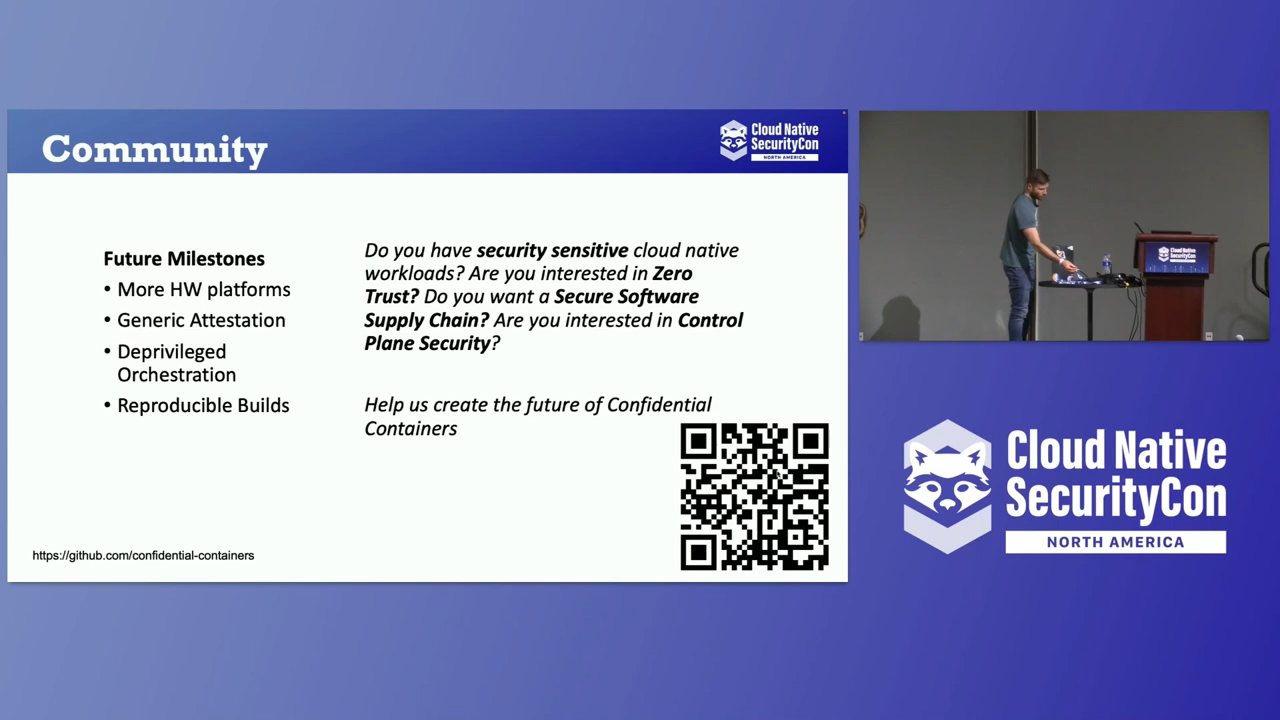 Community
Cloud Native
SecurityCon
NORTH AMERICA
Future Milestones
• More HW platforms
• Generic Attestation
• Deprivileged
Orchestration
• Reproducible Builds
Do you have security sensitive cloud native
workloads? Are you interested in Zero
Trust? Do you want a Secure Software
Supply Chain? Are you interested in Control
Plane Security?
Help us create the future of Confidential
Containers
https://github.com/confidential-containers
Cloud Native
SecurityCon
Cloud Native
SecurityCon
NORTH AMERICA